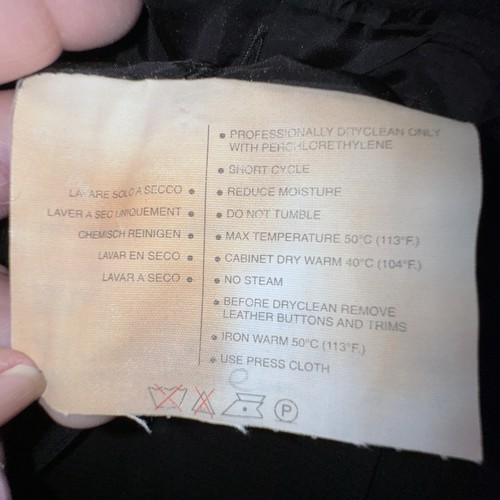 LAVARE SOLO A SECCO
LAVER A SEC UNIQUEMENT
CHEMISCH REINIGEN
LAVAR EN SECO
LAVAR A SECO
• PROFESSIONALLY DRYCLEAN ONLY
WITH PERCHLORETHYLENE
• SHORT CYCLE
• REDUCE MOISTURE
• DO NOT TUMBLE
• MAX TEMPERATURE 50°C (113°F.)
• CABINET DRY WARM 40°C (104°F.)
• NO STEAM
• BEFORE DRYCLEAN REMOVE
LEATHER BUTTONS AND TRIMS
• IRON WARM 50°C (113°F.)
• USE PRESS CLOTH
P